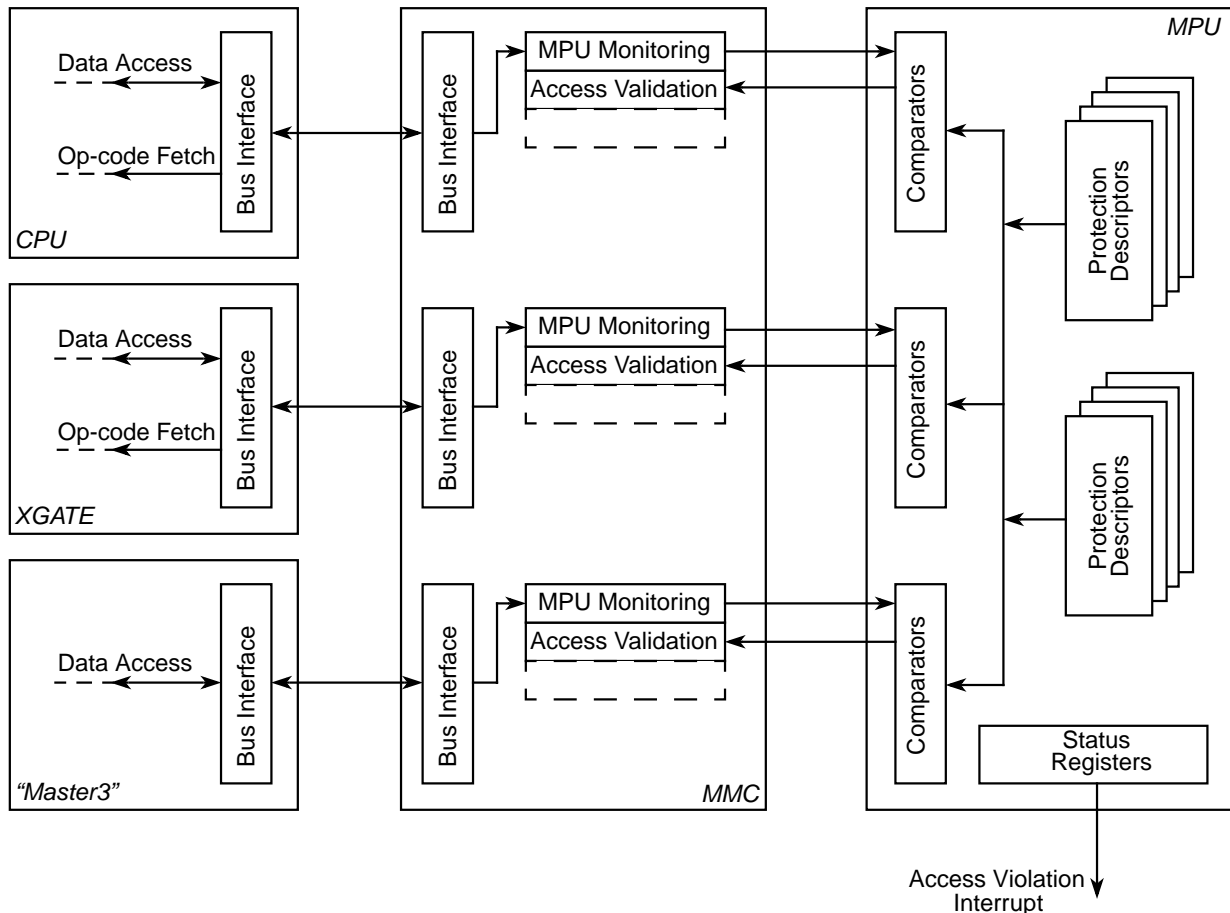 MPU
Data Access
Bus Interface
Op-code Fetch
CPU
Bus Interface
MPU Monitoring
Access Validation
Comparators
Protection
Descriptors
Data Access
Bus Interface
Op-code Fetch
XGATE
Bus Interface
MPU Monitoring
Access Validation
Comparators
Protection
Descriptors
Data Access
Bus Interface
“Master3”
Bus Interface
MPU Monitoring
Access Validation
MMC
Comparators
Status
Registers
Access Violation
Interrupt